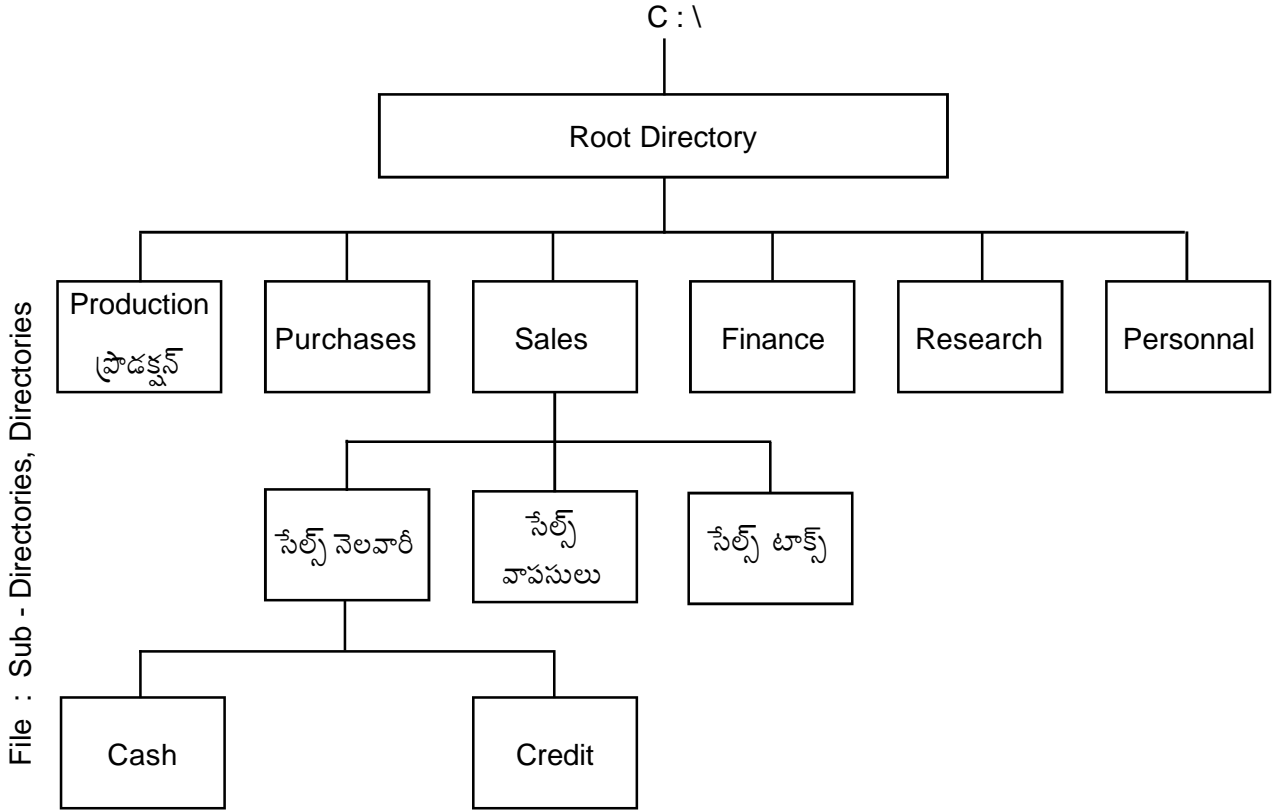 C : \
Root Directory
Production
ప్రొడక్షన్
Purchases
Sales
Finance
Research
Personnal
సేల్స్ నెలవారీ
సేల్స్
వాపసులు
సేల్స్ టాక్స్
Cash
Credit
File : Sub - Directories, Directories